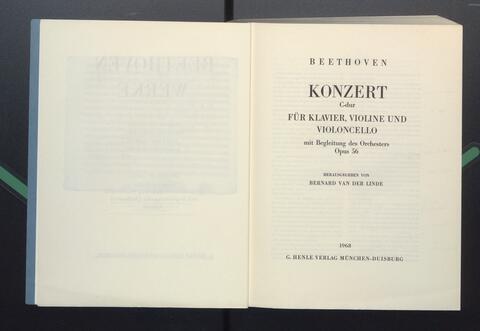 BEETHOVEN
KONZERT
C-dur
FÜR KLAVIER, VIOLINE UND
VIOLONCELLO
mit Begleitung des Orchesters
Opus 56
HERAUSGEGEBEN VON
BERNARD VAN DER LINDE
1968
G. HENLE VERLAG MÜNCHEN-DUISBURG